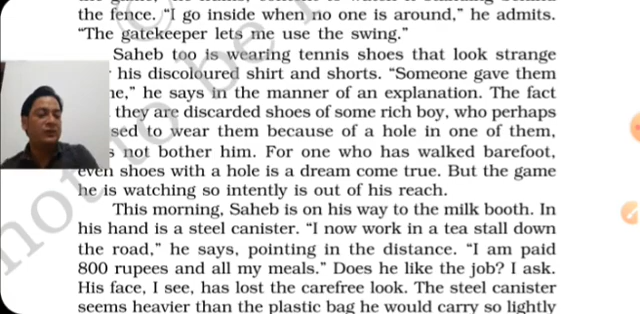 the fence. “I go inside when no one is around,” he admits.
“The gatekeeper lets me use the swing.”
Saheb too is wearing tennis shoes that look strange
his discoloured shirt and shorts. “Someone gave them
he says in the manner of an explanation. The fact
they are discarded shoes of some rich boy, who perhaps
to wear them because of a hole in one of them,
not bother him. For one who has walked barefoot,
even shoes with a hole is a dream come true. But the game
he is watching so intently is out of his reach.
This morning, Saheb is on his way to the milk booth. In
his hand is a steel canister. “I now work in a tea stall down
the road,” he says, pointing in the distance. “I am paid
800 rupees and all my meals.” Does he like the job? I ask.
His face, I see, has lost the carefree look. The steel canister
seems heavier than the plastic bag he would carry so lightly
not to be